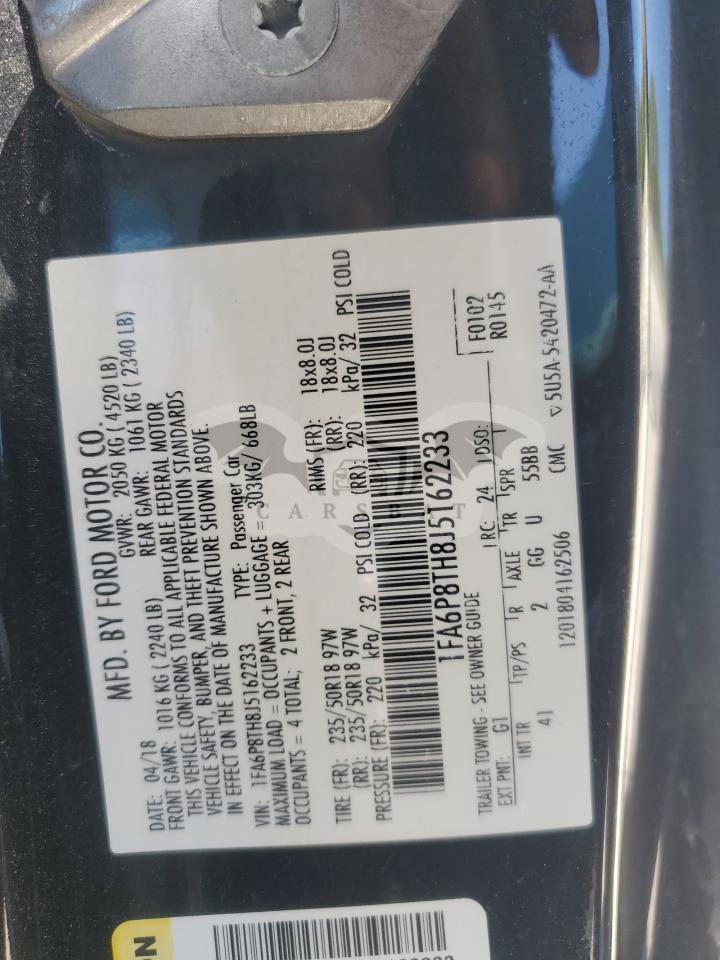 MFD. BY FORD MOTOR CO.
DATE: 04/18 GVWR: 2050 KG ( 4520 LB)
FRONT GAWR: 1016 KG ( 2240 LB) REAR GAWR: 1061 KG ( 2340 LB)
THIS VEHICLE CONFORMS TO ALL APPLICABLE FEDERAL MOTOR
VEHICLE SAFETY, BUMPER, AND THEFT PREVENTION STANDARDS
IN EFFECT ON THE DATE OF MANUFACTURE SHOWN ABOVE.
VIN: 1FA6P8TH8J5162233 TYPE: Passenger Car
MAXIMUM LOAD = OCCUPANTS + LUGGAGE = 303KG/ 668LB
OCCUPANTS = 4 TOTAL; 2 FRONT, 2 REAR
TIRE (FR): 235/50R18 97W RIMS (FR): 18x8.0J
(RR): 235/50R18 97W (RR): 18x8.0J
PRESSURE (FR): 220 kPa/ 32 PSI COLD (RR): 220 kPa/ 32 PSI COLD
1FA6P8TH8J5162233
TRAILER TOWING - SEE OWNER GUIDE
F0102
EXT PNT: G1 RC: 24 DSO: R0145
INT TR TP/PS R AXLE TR SPR
41 2 GG U 55BB
1201804162506 CMC 5U5A-5420472-AA
CARSBAT